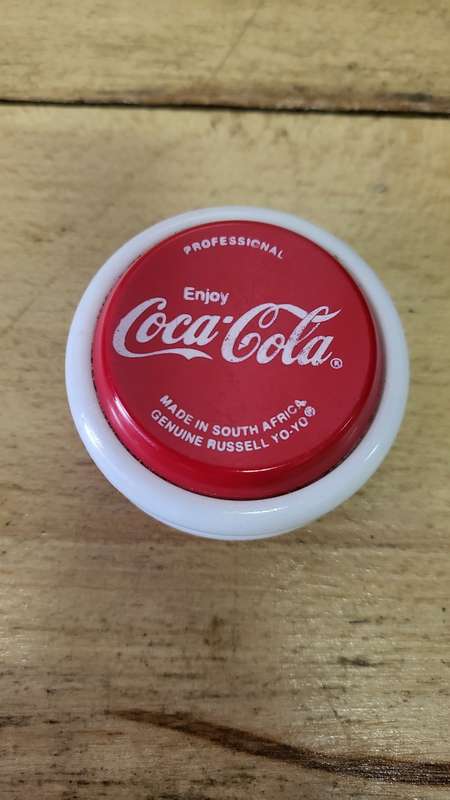 PROFESSIONAL
Enjoy
Coca-Cola®
MADE IN SOUTH AFRICA
GENUINE RUSSELL YO-YO®